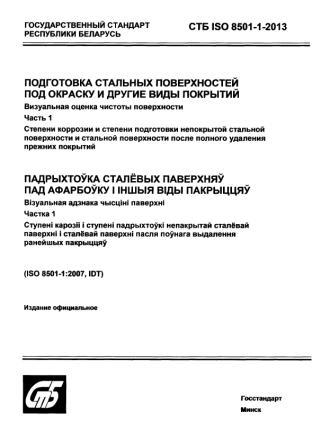 ГОСУДАРСТВЕННЫЙ СТАНДАРТ
РЕСПУБЛИКИ БЕЛАРУСЬ
СТБ ISO 8501-1-2013
ПОДГОТОВКА СТАЛЬНЫХ ПОВЕРХНОСТЕЙ
ПОД ОКРАСКУ И ДРУГИЕ ВИДЫ ПОКРЫТИЙ
Визуальная оценка чистоты поверхности
Часть 1
Степени коррозии и степени подготовки непокрытой стальной
поверхности и стальной поверхности после полного удаления
прежних покрытий
ПАДРЫХТОЎКА СТАЛЁВЫХ ПАВЕРХНЯЎ
ПАД АФАРБОЎКУ І ІНШЫЯ ВІДЫ ПАКРЫЦЦЯЎ
Візуальная адзнака чысціні паверхні
Частка 1
Ступені карозіі і ступені падрыхтоўкі непакрытай сталёвай
паверхні і сталёвай паверхні пасля поўнага выдалення
ранейшых пакрыццяў
(ISO 8501-1:2007, IDT)
Издание официальное
СТБ
Госстандарт
Минск